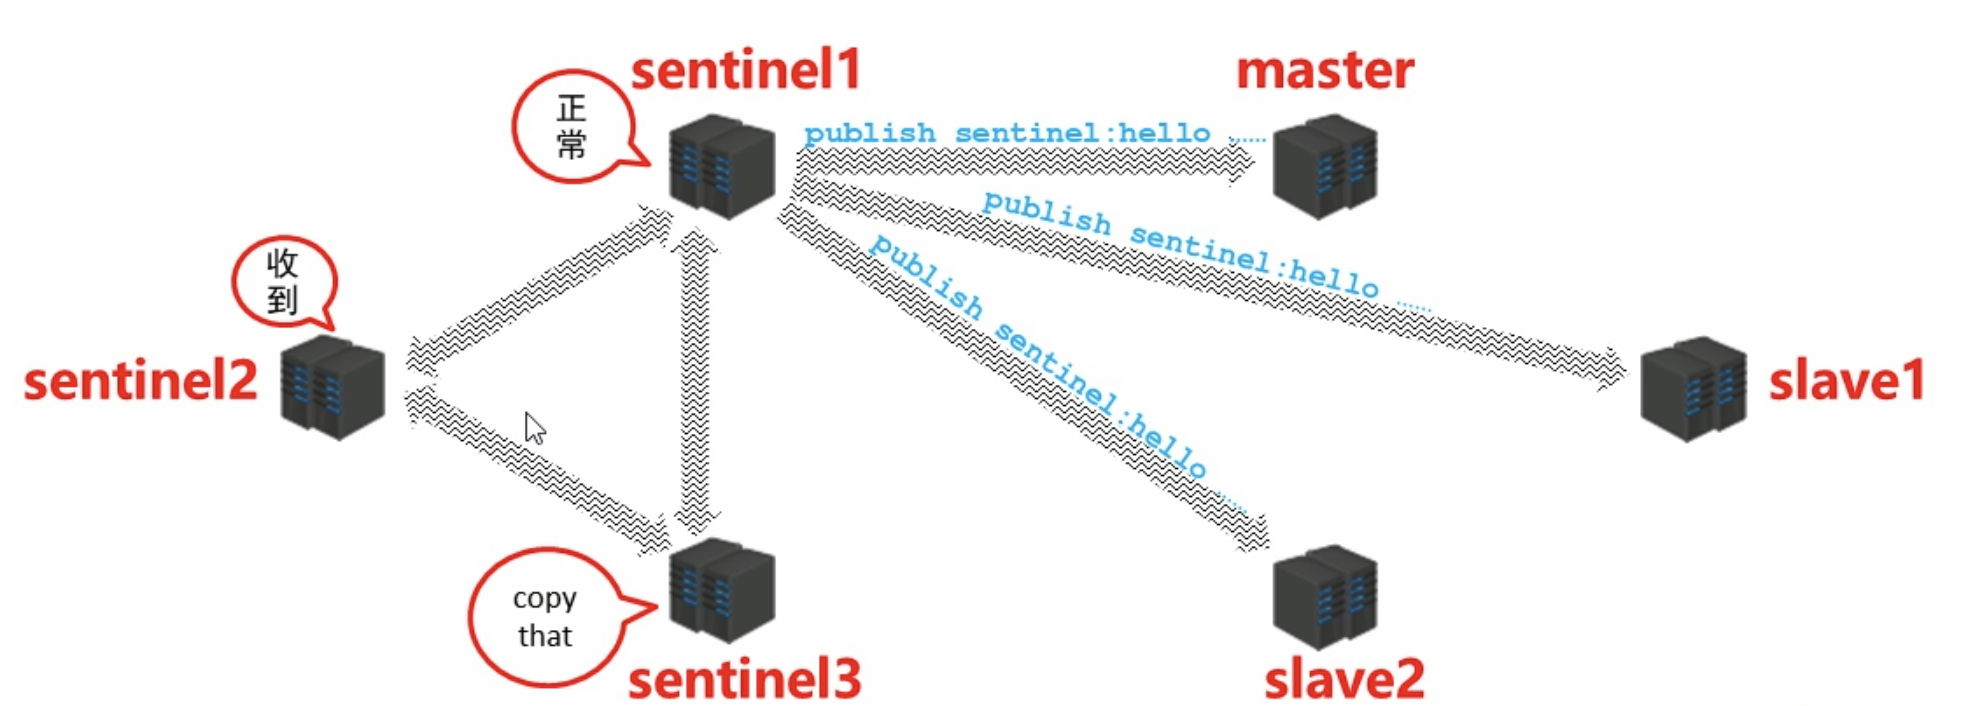 sentinel1
master
正
常
publish sentinel:hello ......
publish sentinel:hello ......
publish sentinel:hello ......
收
到
sentinel2
slave1
copy
that
sentinel3
slave2